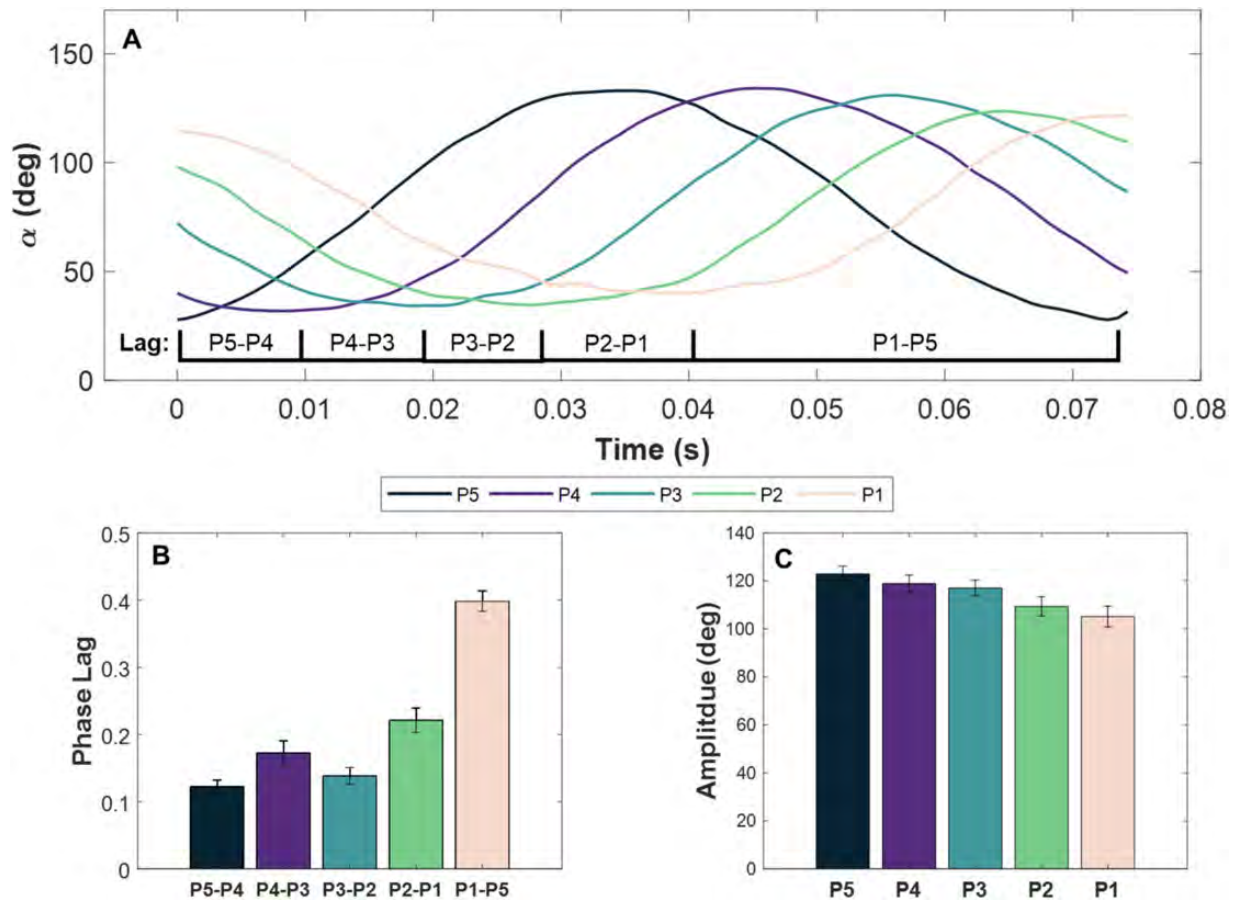 A
150
100
50
0
α (deg)
Lag: P5-P4 P4-P3 P3-P2 P2-P1 P1-P5
0 0.01 0.02 0.03 0.04 0.05 0.06 0.07 0.08
Time (s)
P5 P4 P3 P2 P1
B
0.5
0.4
0.3
0.2
0.1
0
Phase Lag
P5-P4 P4-P3 P3-P2 P2-P1 P1-P5
C
140
120
100
80
60
40
20
0
Amplitdue (deg)
P5 P4 P3 P2 P1